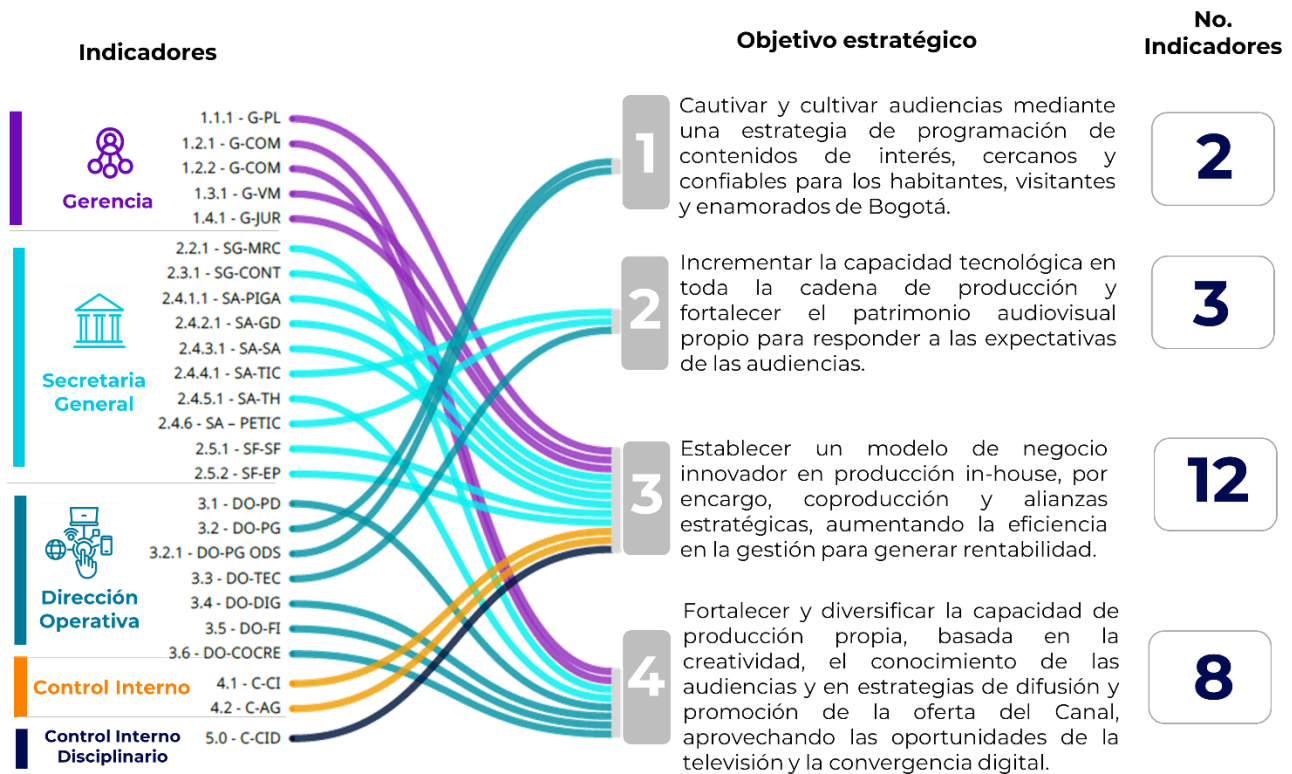 Indicadores
Objetivo estratégico
No.
Indicadores
Gerencia
1.1.1 - G-PL
1.2.1 - G-COM
1.2.2 - G-COM
1.3.1 - G-VM
1.4.1 - G-JUR
Secretaria
General
2.2.1 - SG-MRC
2.3.1 - SG-CONT
2.4.1.1 - SA-PIGA
2.4.2.1 - SA-GD
2.4.3.1 - SA-SA
2.4.4.1 - SA-TIC
2.4.5.1 - SA-TH
2.4.6 - SA – PETIC
2.5.1 - SF-SF
2.5.2 - SF-EP
Dirección
Operativa
3.1 - DO-PD
3.2 - DO-PG
3.2.1 - DO-PG ODS
3.3 - DO-TEC
3.4 - DO-DIG
3.5 - DO-FI
3.6 - DO-COCRE
Control Interno
4.1 - C-CI
4.2 - C-AG
Control Interno
Disciplinario
5.0 - C-CID
1
Cautivar y cultivar audiencias mediante
una estrategia de programación de
contenidos de interés, cercanos y
confiables para los habitantes, visitantes
y enamorados de Bogotá.
2
2
Incrementar la capacidad tecnológica en
toda la cadena de producción y
fortalecer el patrimonio audiovisual
propio para responder a las expectativas
de las audiencias.
3
3
Establecer un modelo de negocio
innovador en producción in-house, por
encargo, coproducción y alianzas
estratégicas, aumentando la eficiencia
en la gestión para generar rentabilidad.
12
4
Fortalecer y diversificar la capacidad de
producción propia, basada en la
creatividad, el conocimiento de las
audiencias y en estrategias de difusión y
promoción de la oferta del Canal,
aprovechando las oportunidades de la
televisión y la convergencia digital.
8